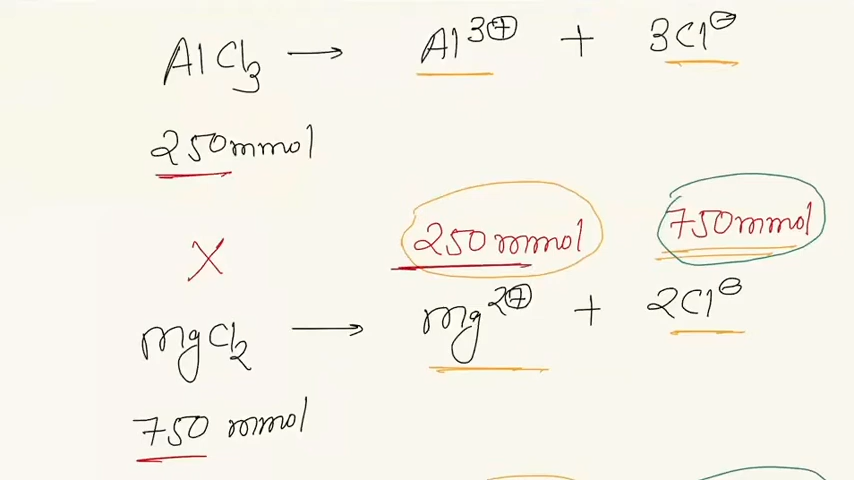 AlCl₃ → Al³⊕ + 3Cl⊖
250mmol
250mmol 750mmol
X
MgCl₂ → Mg²⊕ + 2Cl⊖
750 mmol